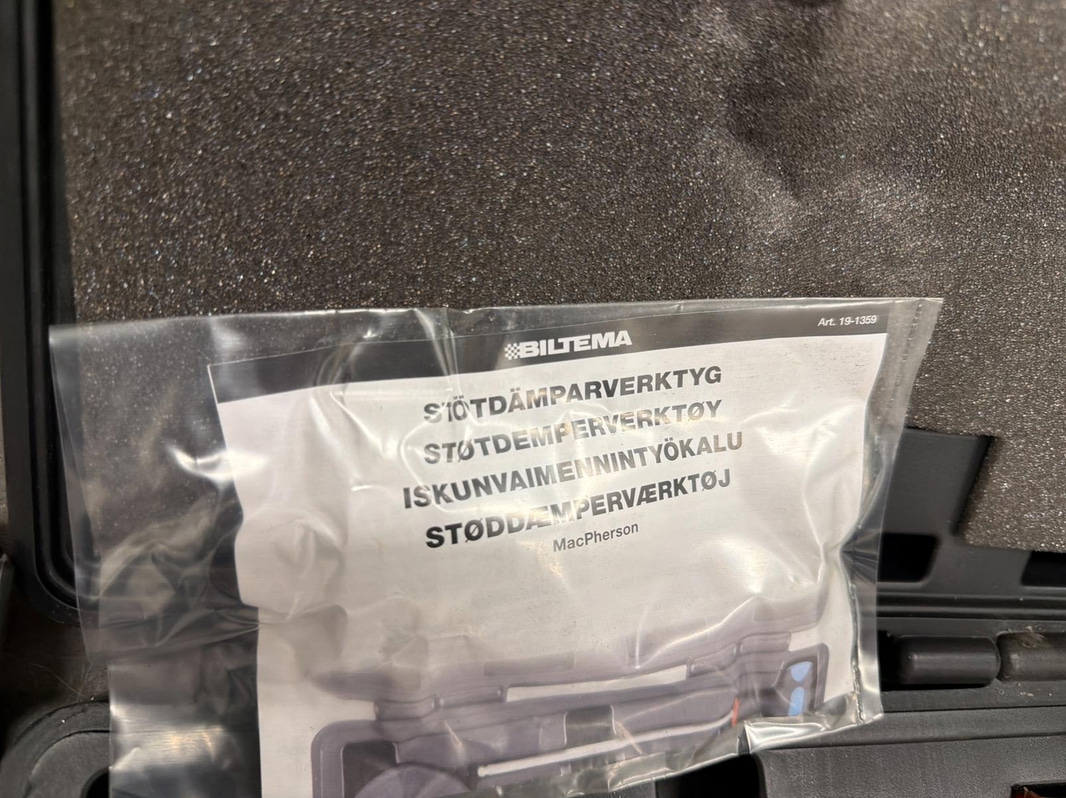 BILTEMA
Art. 19-1359
STÖTDÄMPARVERKTYG
STØTDEMPERVERKTØY
ISKUNVAIMENNINTYÖKALU
STØDDÆMPERVÆRKTØJ
MacPherson